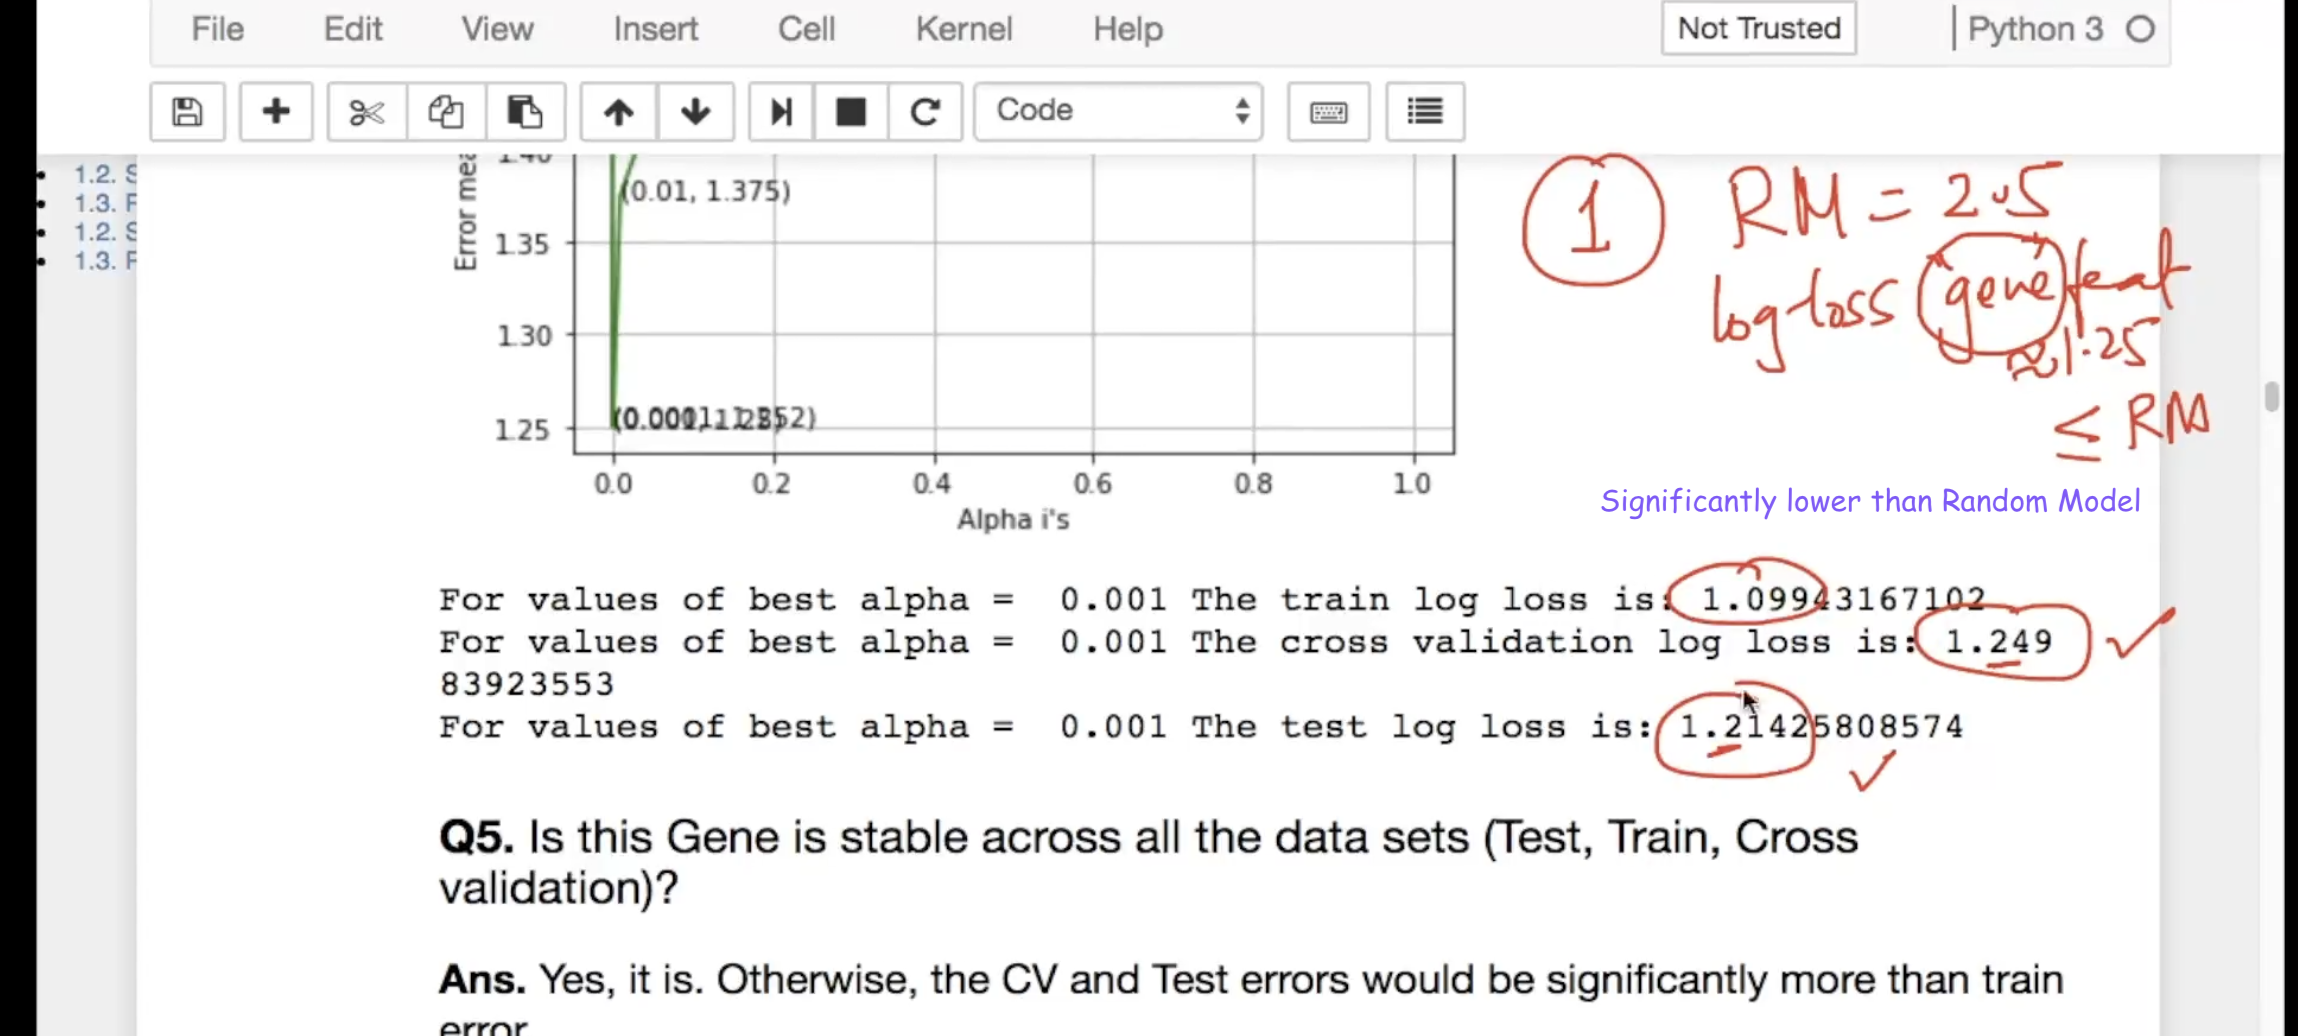 File Edit View Insert Cell Kernel Help Not Trusted Python 3
Code
1.2. S
1.3. F
1.2. S
1.3. F
Error mea
1.40
(0.01, 1.375)
1.35
1.30
1.25
0.0 0.2 0.4 0.6 0.8 1.0
Alpha i's
1 RM = 2.5
log-loss "gene" feat
≈ 1.25
≤ RM
Significantly lower than Random Model
For values of best alpha = 0.001 The train log loss is: 1.09943167102
For values of best alpha = 0.001 The cross validation log loss is: 1.249
83923553
For values of best alpha = 0.001 The test log loss is: 1.21425808574
Q5. Is this Gene is stable across all the data sets (Test, Train, Cross
validation)?
Ans. Yes, it is. Otherwise, the CV and Test errors would be significantly more than train
error.